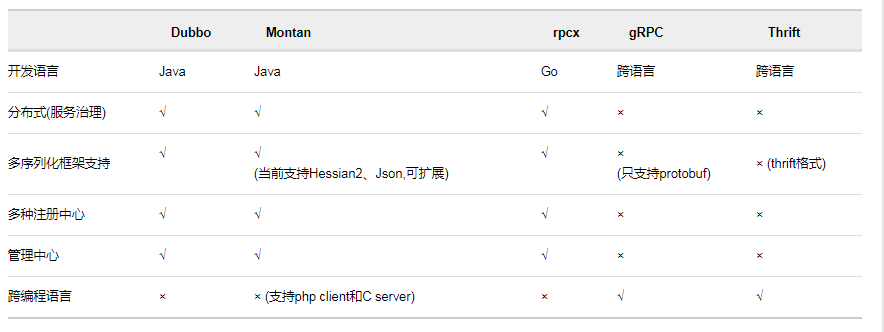 Dubbo Montan rpcx gRPC Thrift
开发语言 Java Java Go 跨语言 跨语言
分布式(服务治理) √ √ √ × ×
多序列化框架支持 √ √ √ × × (thrift格式)
(当前支持Hessian2、Json,可扩展) (只支持protobuf)
多种注册中心 √ √ √ × ×
管理中心 √ √ √ × ×
跨编程语言 × × (支持php client和C server) × √ √